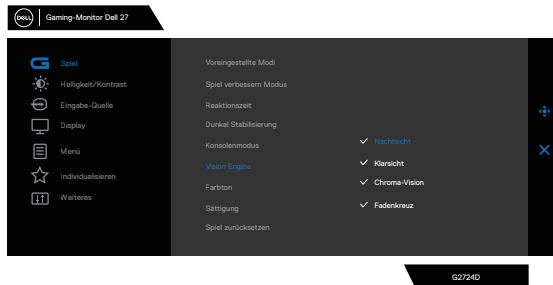 DELL
Gaming-Monitor Dell 27
Spiel
Helligkeit/Kontrast
Eingabe-Quelle
Display
Menü
Individualisieren
Weiteres
Voreingestellte Modi
Spiel verbessern Modus
Reaktionszeit
Dunkel Stabilisierung
Konsolenmodus
Vision Engine
Farbton
Sättigung
Spiel zurücksetzen
Nachtsicht
Klarsicht
Chroma-Vision
Fadenkreuz
G2724D